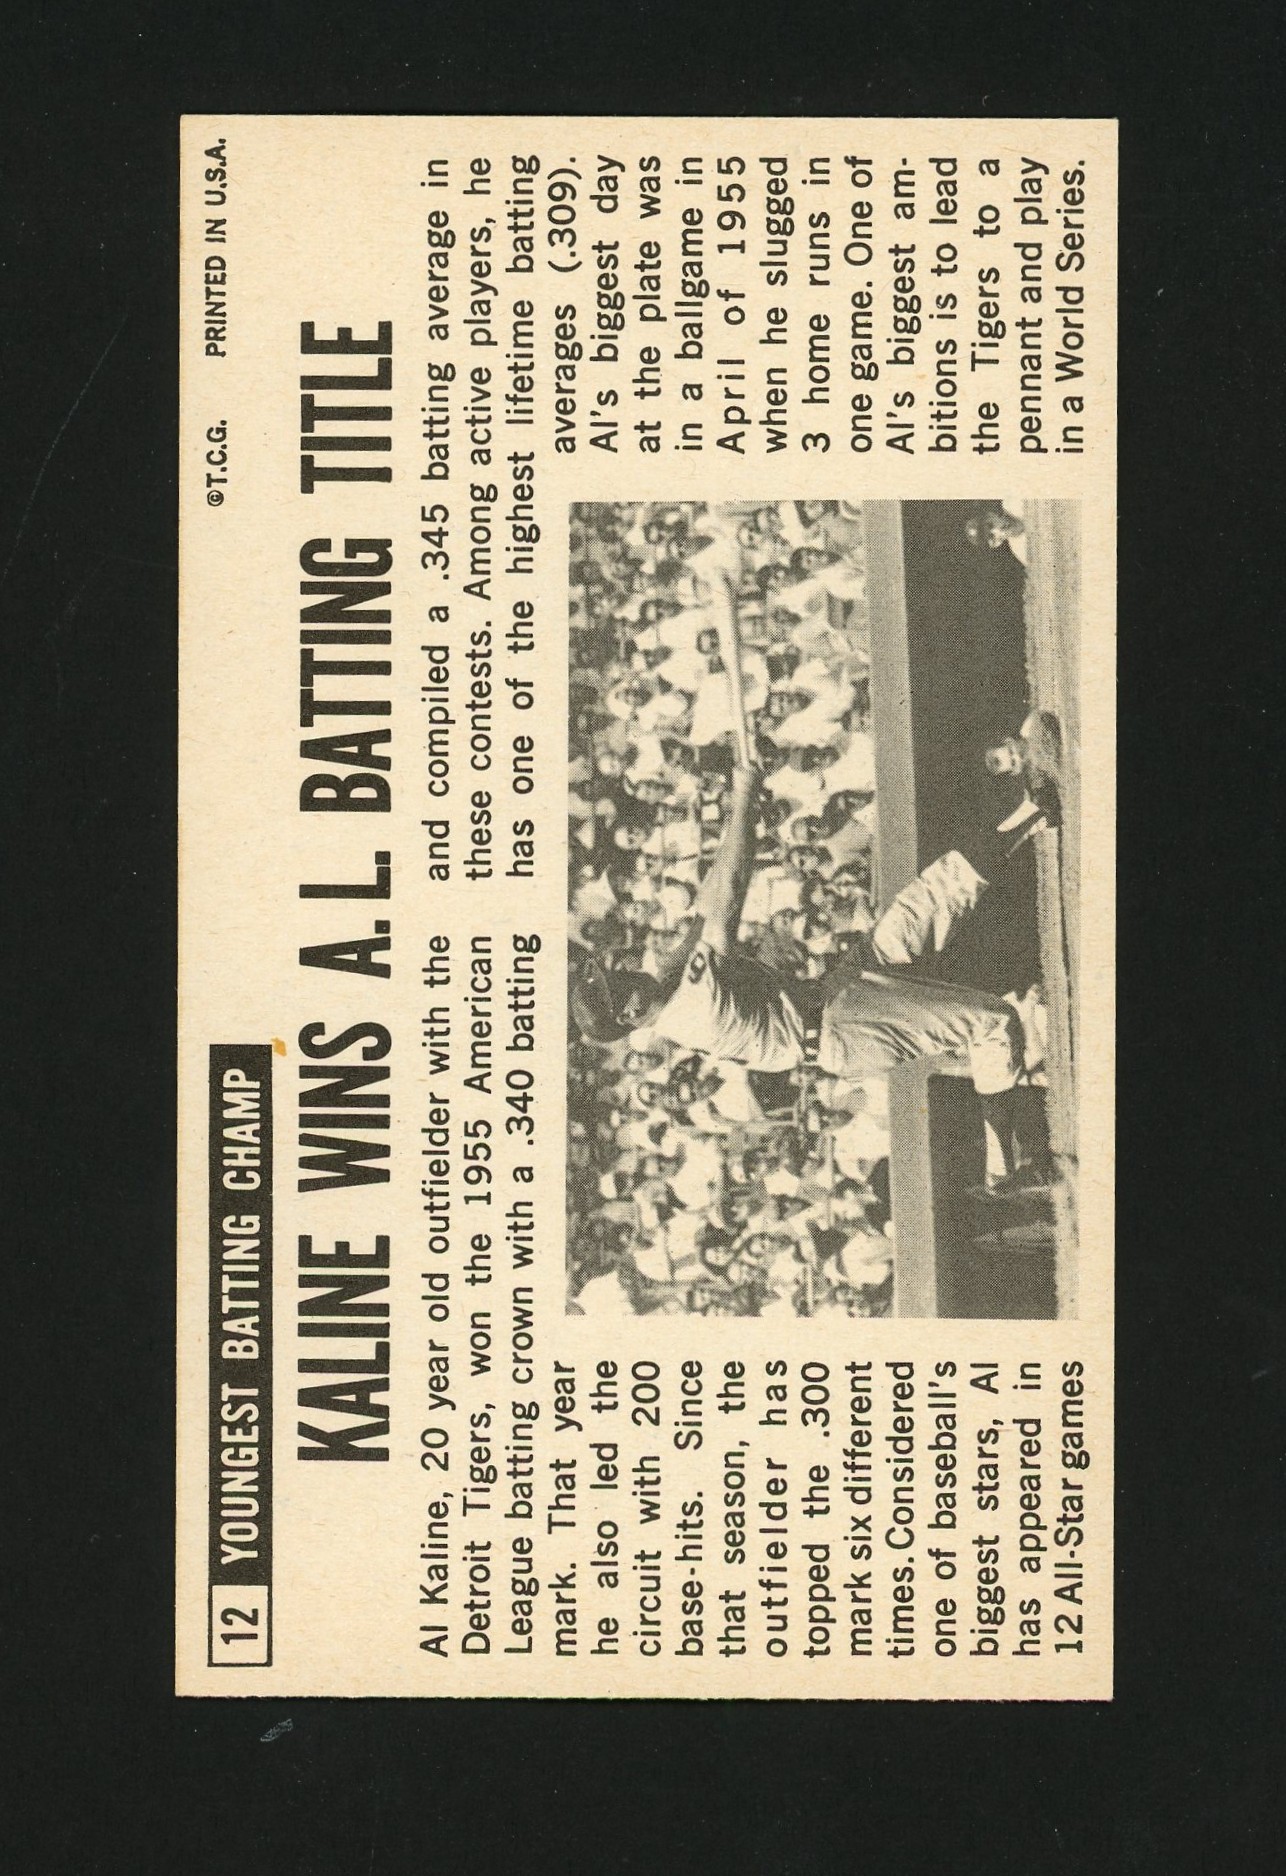 12 YOUNGEST BATTING CHAMP
©T.C.G. PRINTED IN U.S.A.
KALINE WINS A.L. BATTING TITLE
Al Kaline, 20 year old outfielder with the
Detroit Tigers, won the 1955 American
League batting crown with a .340 batting
mark. That year
he also led the
circuit with 200
base-hits. Since
that season, the
outfielder has
topped the .300
mark six different
times. Considered
one of baseball's
biggest stars, Al
has appeared in
12 All-Star games
and compiled a .345 batting average in
these contests. Among active players, he
has one of the highest lifetime batting
averages (.309).
Al's biggest day
at the plate was
in a ballgame in
April of 1955
when he slugged
3 home runs in
one game. One of
Al's biggest am-
bitions is to lead
the Tigers to a
pennant and play
in a World Series.
6